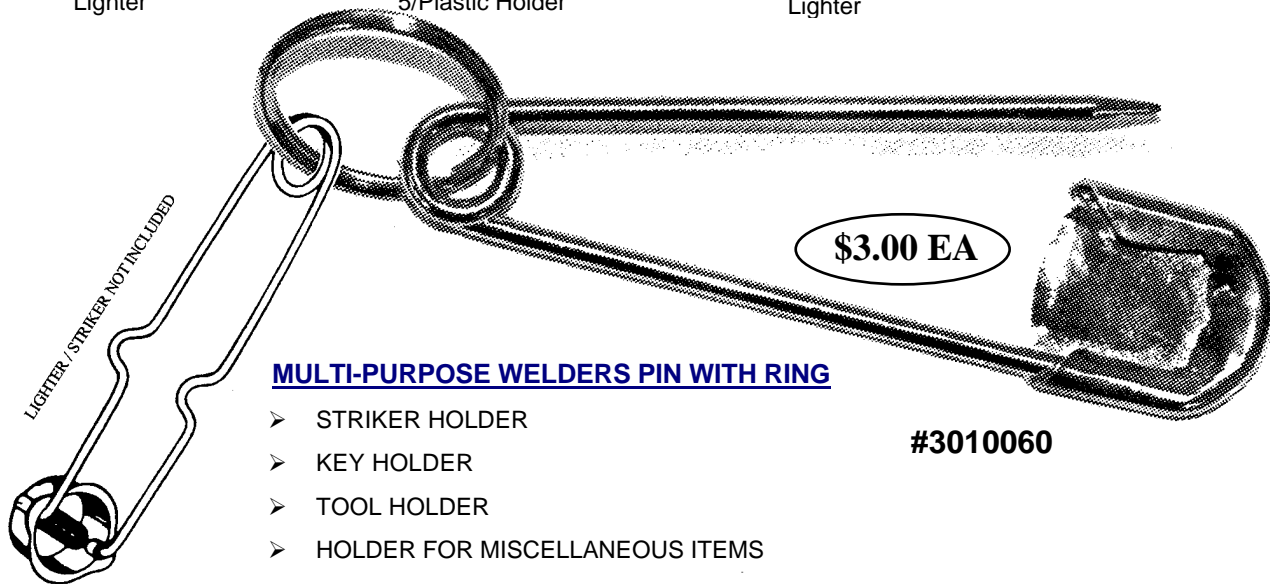 Lighter
5/Plastic Holder
Lighter
LIGHTER / STRIKER NOT INCLUDED
$3.00 EA
MULTI-PURPOSE WELDERS PIN WITH RING
➢ STRIKER HOLDER
➢ KEY HOLDER
➢ TOOL HOLDER
➢ HOLDER FOR MISCELLANEOUS ITEMS
#3010060